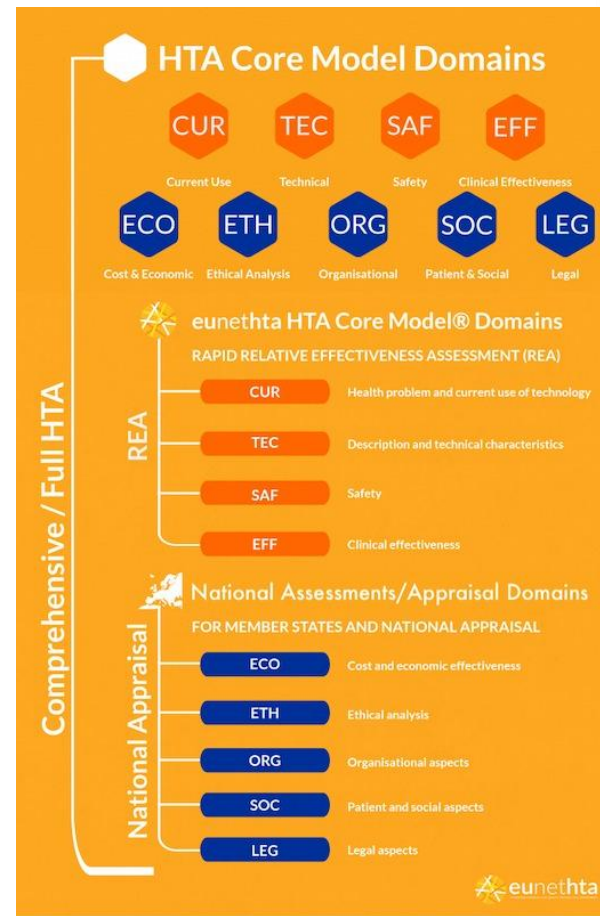 HTA Core Model Domains
CUR TEC SAF EFF
Current Use Technical Safety Clinical Effectiveness
ECO ETH ORG SOC LEG
Cost & Economic Ethical Analysis Organisational Patient & Social Legal
Comprehensive / Full HTA
eunethta HTA Core Model® Domains
RAPID RELATIVE EFFECTIVENESS ASSESSMENT (REA)
REA
CUR Health problem and current use of technology
TEC Description and technical characteristics
SAF Safety
EFF Clinical effectiveness
National Assessments/Appraisal Domains
FOR MEMBER STATES AND NATIONAL APPRAISAL
National Appraisal
ECO Cost and economic effectiveness
ETH Ethical analysis
ORG Organisational aspects
SOC Patient and social aspects
LEG Legal aspects
eunethta